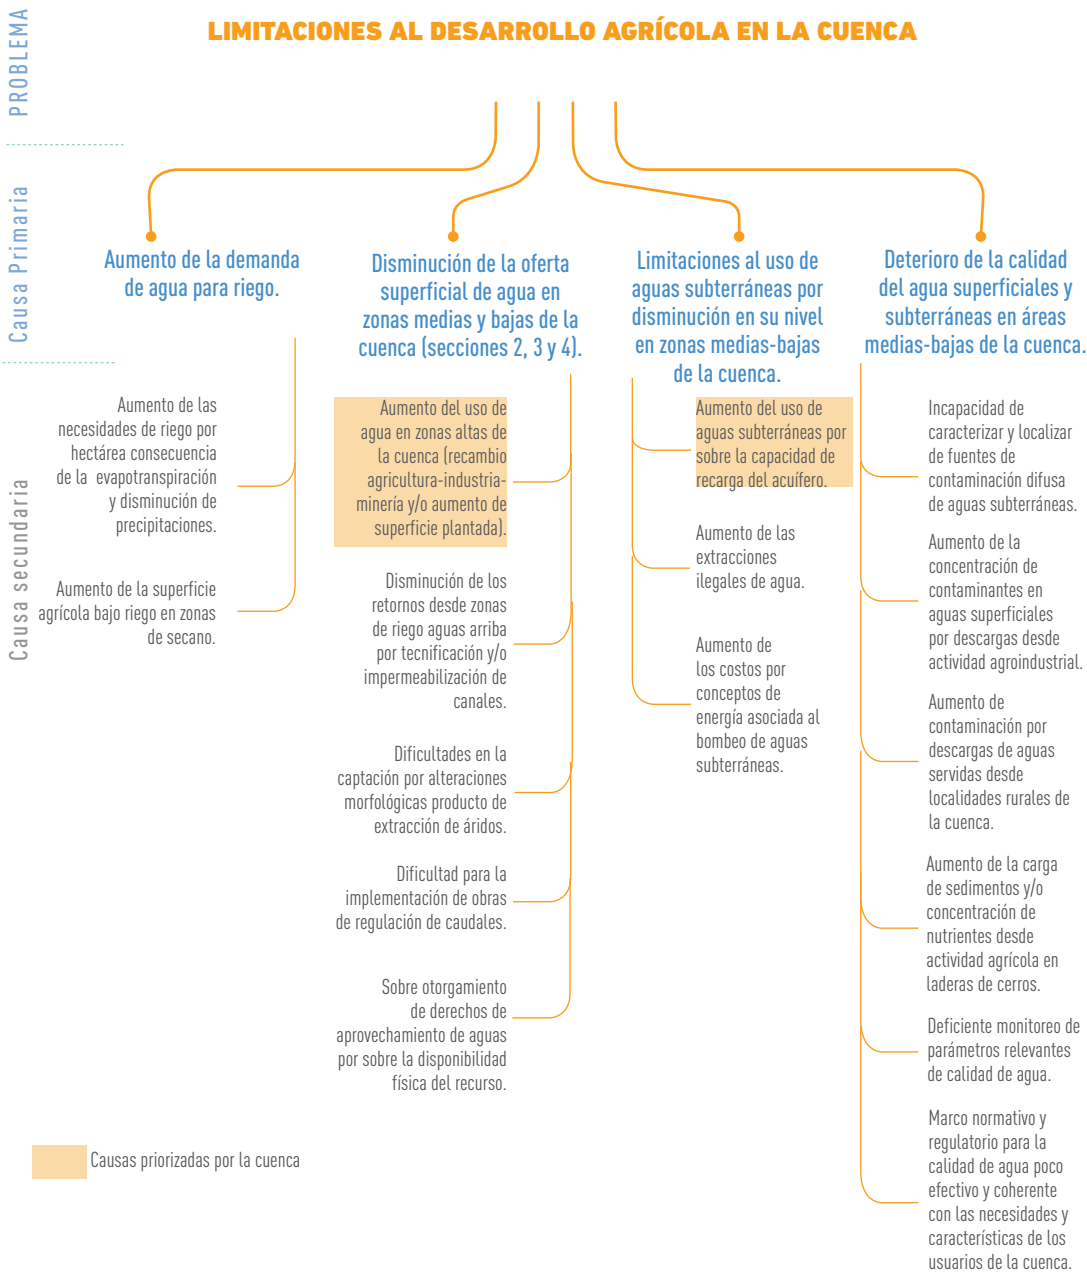 LIMITACIONES AL DESARROLLO AGRÍCOLA EN LA CUENCA
PROBLEMA
Causa Primaria
Aumento de la demanda
de agua para riego.
Disminución de la oferta
superficial de agua en
zonas medias y bajas de la
cuenca (secciones 2, 3 y 4).
Limitaciones al uso de
aguas subterráneas por
disminución en su nivel
en zonas medias-bajas
de la cuenca.
Deterioro de la calidad
del agua superficiales y
subterráneas en áreas
medias-bajas de la cuenca.
Causa secundaria
Aumento de las
necesidades de riego por
hectárea consecuencia
de la evapotranspiración
y disminución de
precipitaciones.
Aumento de la superficie
agrícola bajo riego en zonas
de secano.
Aumento del uso de
agua en zonas altas de
la cuenca (recambio
agricultura-industria-
minería y/o aumento de
superficie plantada).
Disminución de los
retornos desde zonas
de riego aguas arriba
por tecnificación y/o
impermeabilización de
canales.
Dificultades en la
captación por alteraciones
morfológicas producto de
extracción de áridos.
Dificultad para la
implementación de obras
de regulación de caudales.
Sobre otorgamiento
de derechos de
aprovechamiento de aguas
por sobre la disponibilidad
física del recurso.
Aumento del uso de
aguas subterráneas por
sobre la capacidad de
recarga del acuífero.
Aumento de las
extracciones
ilegales de agua.
Aumento de
los costos por
conceptos de
energía asociada al
bombeo de aguas
subterráneas.
Incapacidad de
caracterizar y localizar
de fuentes de
contaminación difusa
de aguas subterráneas.
Aumento de la
concentración de
contaminantes en
aguas superficiales
por descargas desde
actividad agroindustrial.
Aumento de
contaminación por
descargas de aguas
servidas desde
localidades rurales de
la cuenca.
Aumento de la carga
de sedimentos y/o
concentración de
nutrientes desde
actividad agrícola en
laderas de cerros.
Deficiente monitoreo de
parámetros relevantes
de calidad de agua.
Marco normativo y
regulatorio para la
calidad de agua poco
efectivo y coherente
con las necesidades y
características de los
usuarios de la cuenca.
Causas priorizadas por la cuenca